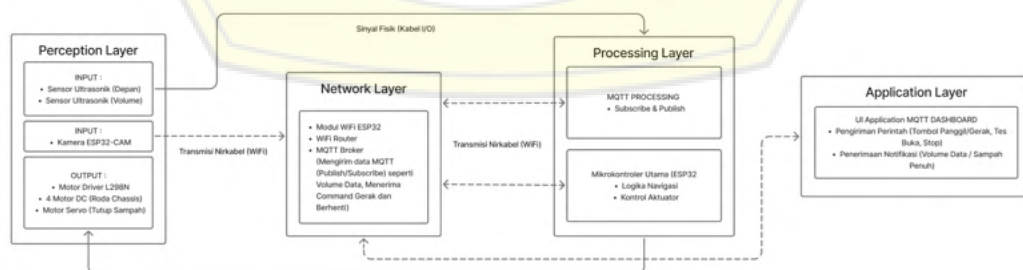 Sinyal Fisik (Kabel I/O)
Perception Layer
INPUT :
• Sensor Ultrasonik (Depan)
• Sensor Ultrasonik (Volume)
INPUT :
• Kamera ESP32-CAM
OUTPUT :
• Motor Driver L298N
• 4 Motor DC (Roda Chassis)
• Motor Servo (Tutup Sampah)
Transmisi Nirkabel (WiFi)
Network Layer
• Modul WiFi ESP32
• WiFi Router
• MQTT Broker
(Mengirim data MQTT
(Publish/Subscribe) seperti
Volume Data, Menerima
Command Gerak dan
Berhenti)
Transmisi Nirkabel (WiFi)
Processing Layer
MQTT PROCESSING
• Subscribe & Publish
Mikrokontroler Utama (ESP32
• Logika Navigasi
• Kontrol Aktuator
Application Layer
UI Application MQTT DASHBOARD
• Pengiriman Perintah (Tombol Panggil/Gerak, Tes
Buka, Stop)
• Penerimaan Notifikasi (Volume Data / Sampah
Penuh)